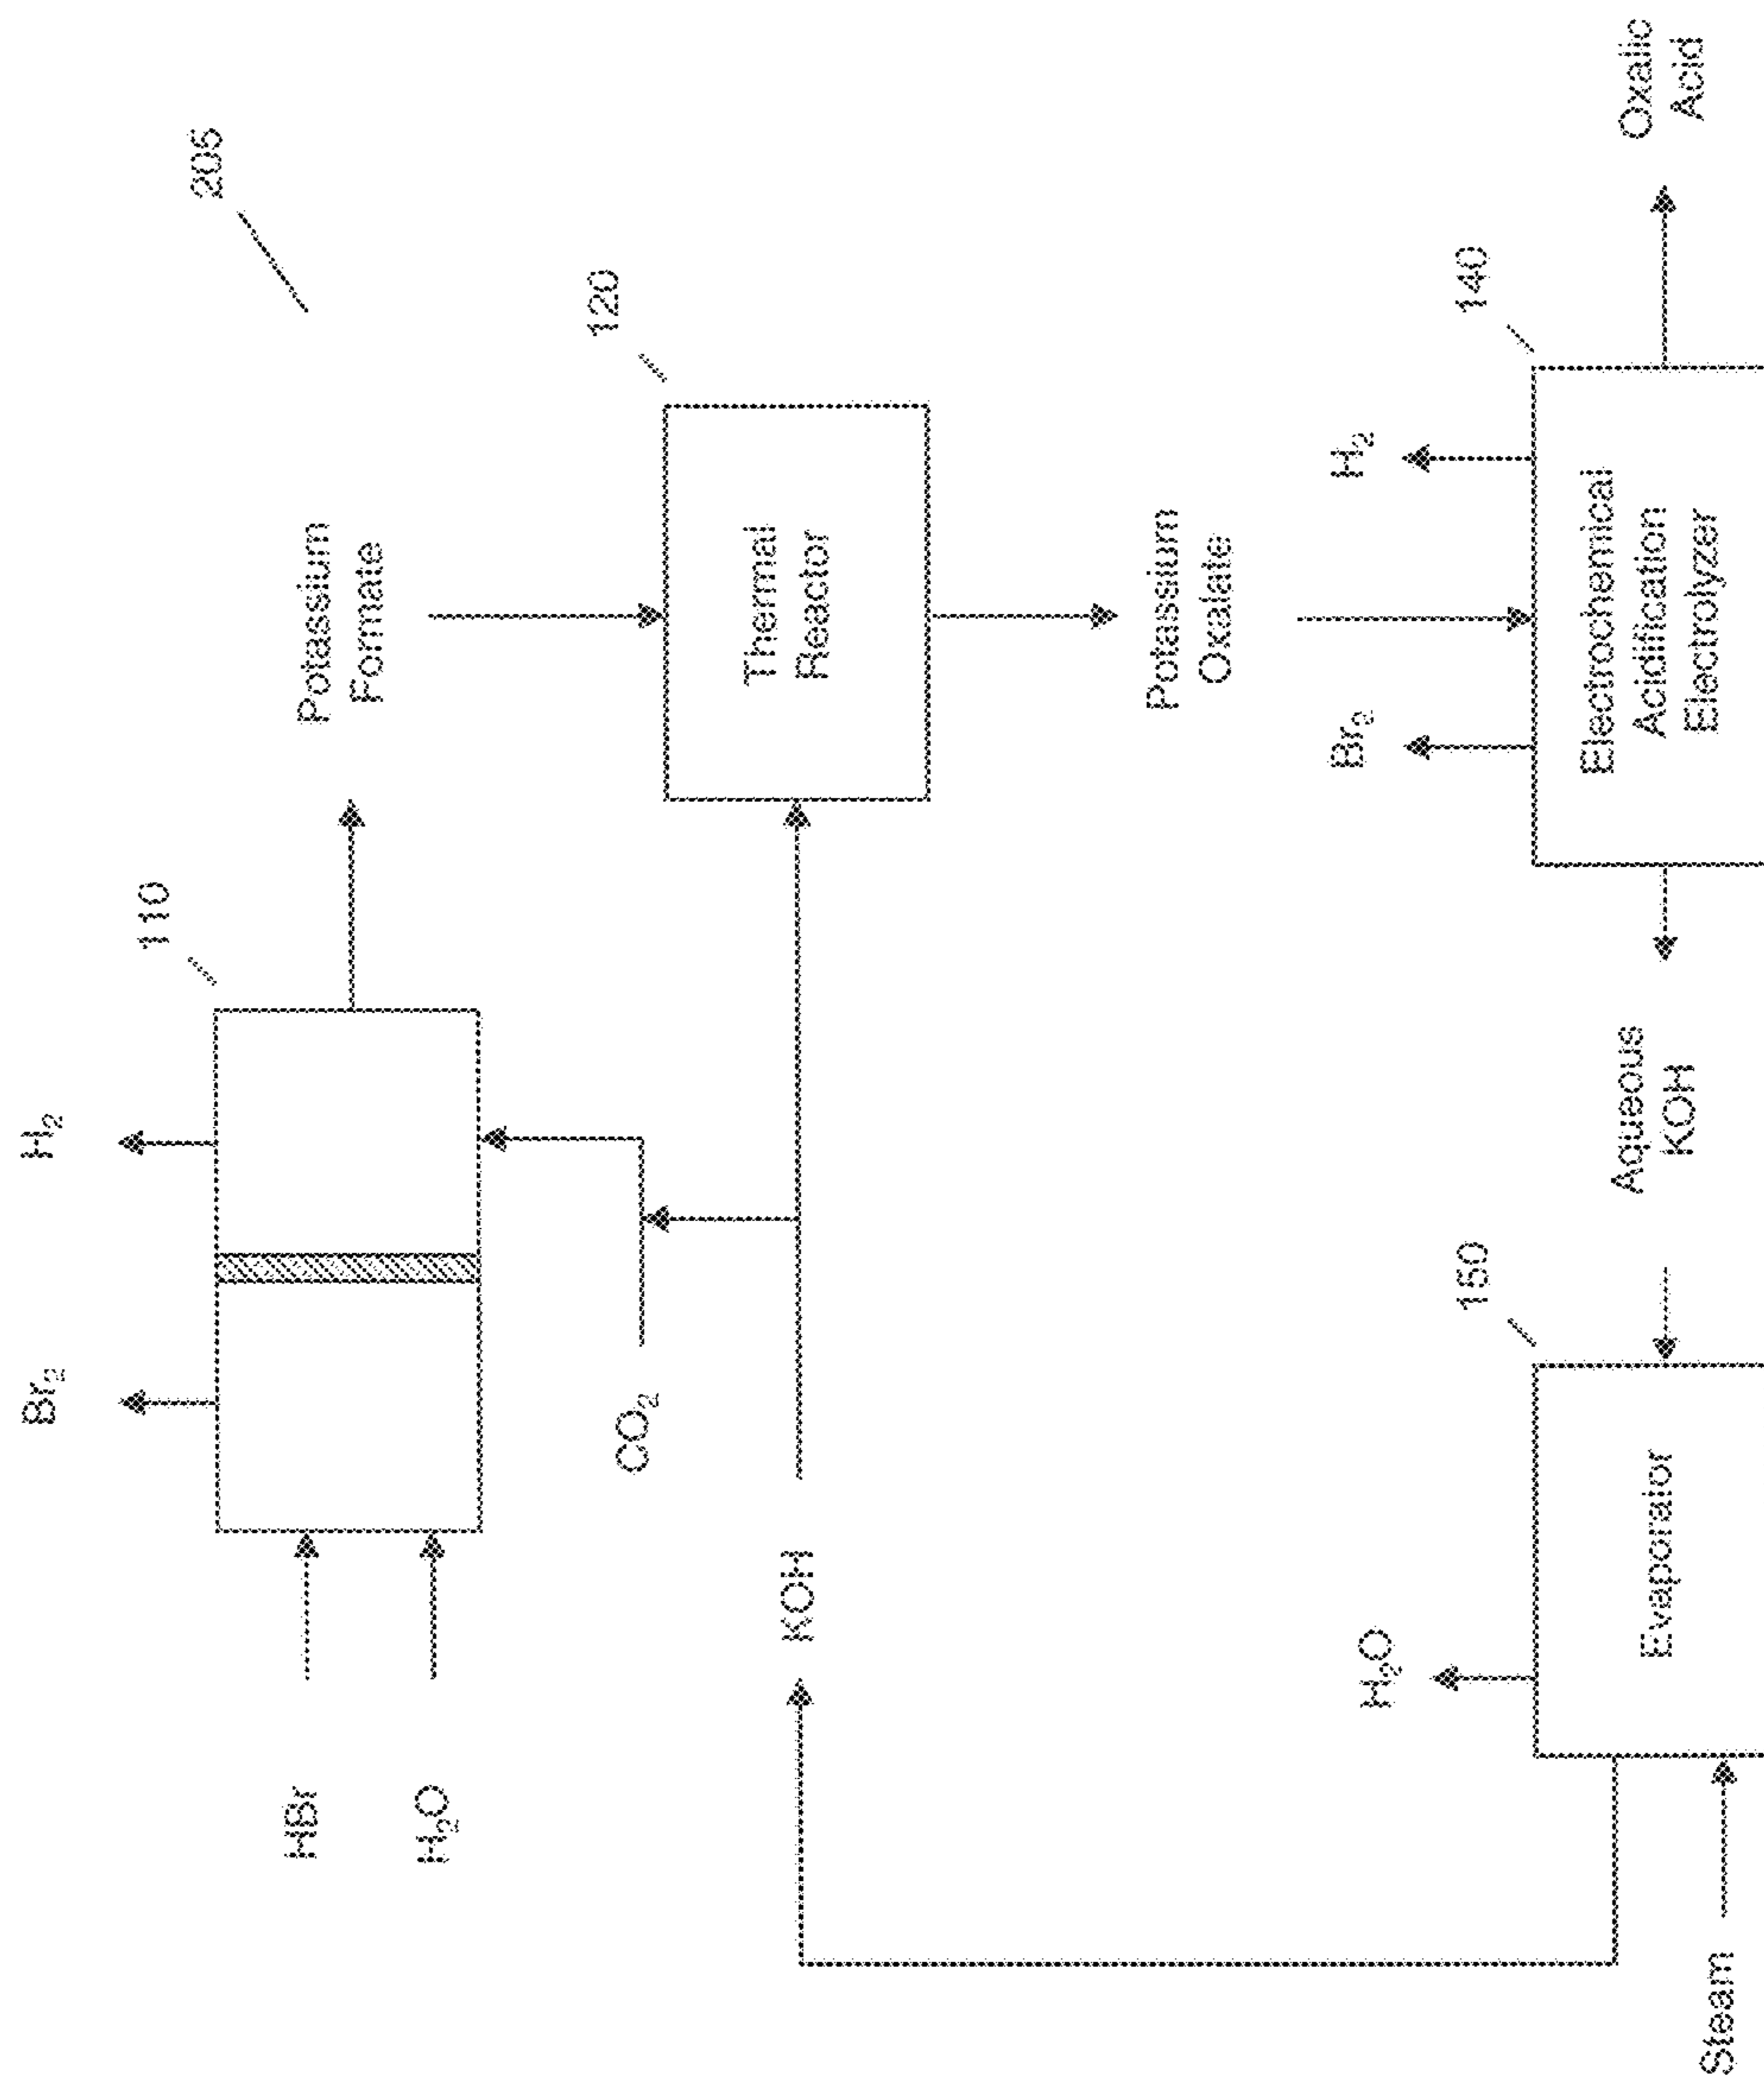 205
Br₂
H₂
110
HBr
H₂O
Potassium
Formate
CO₂
120
KOH
Thermal
Reactor
Potassium
Oxalate
H₂O
150
Br₂
H₂
140
Evaporator
Aqueous
KOH
Electrochemical
Acidification
Electrolyzer
Oxalic
Acid
Steam